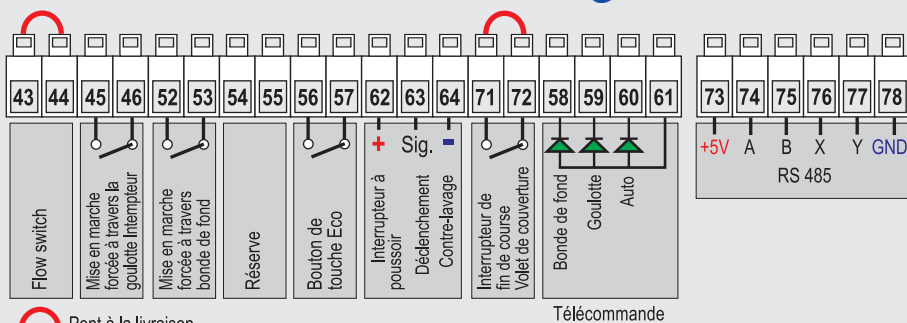 43 44 45 46 52 53 54 55 56 57 62 63 64 71 72 58 59 60 61 73 74 75 76 77 78
+ Sig. -
+5V A B X Y GND
RS 485
Flow switch
Mise en marche
forcée à travers la
goulotte Intempteur
Mise en marche
forcée à travers
bonde de fond
Réserve
Bouton de
touche Eco
Interrupteur à
poussoir
Déclenchement
Contre-lavage
Interrupteur de
fin de course
Volet de couverture
Bonde de fond
Goulotte
Auto
Télécommande
Pont à la livraison